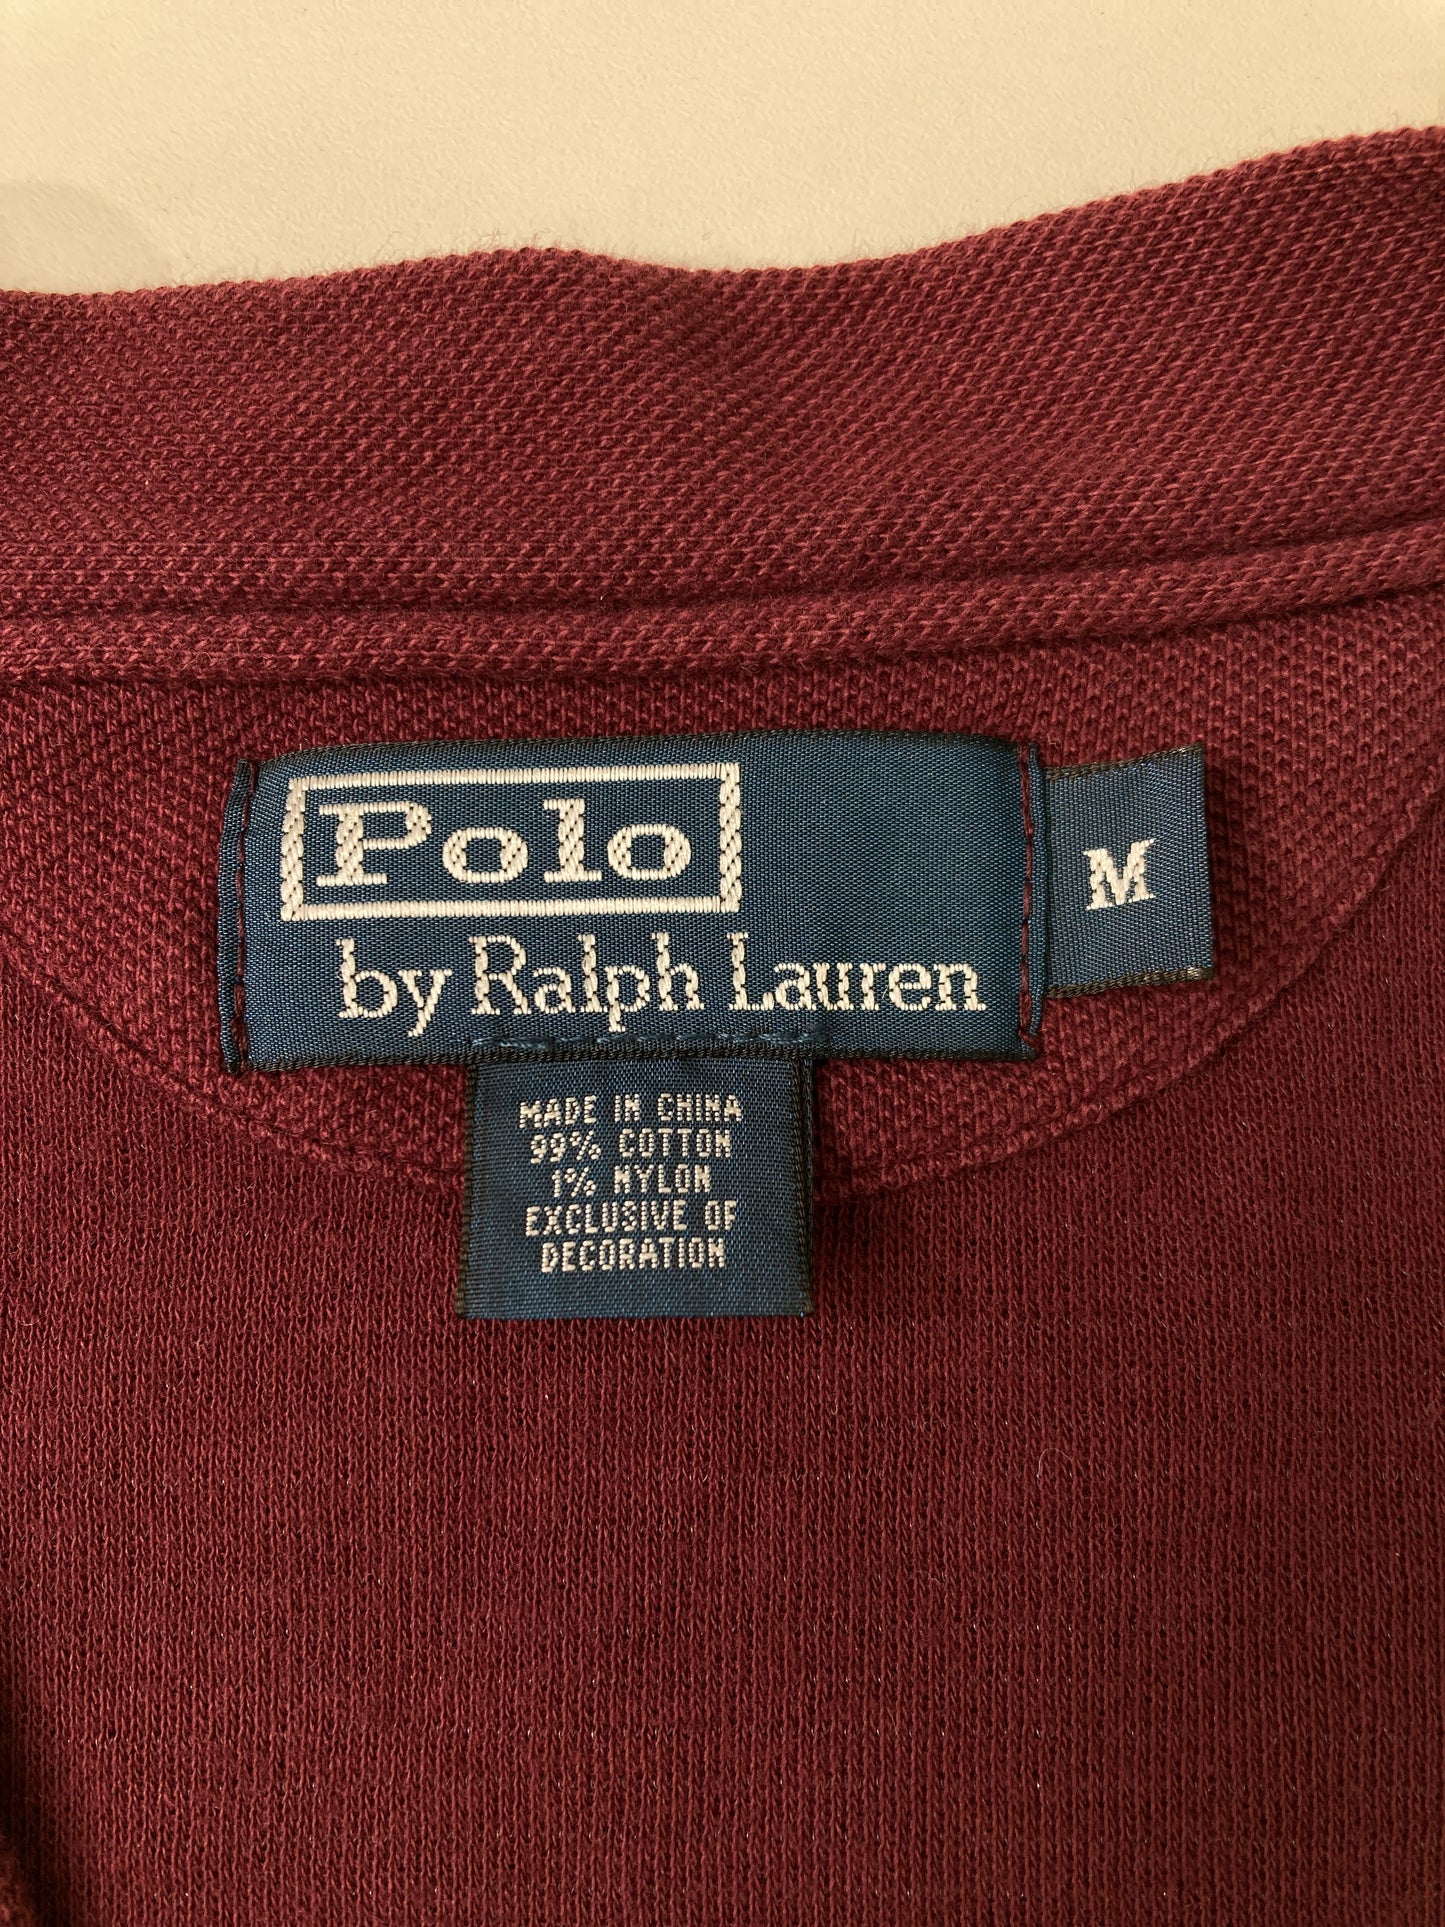 Polo
by Ralph Lauren
M
MADE IN CHINA
99% COTTON
1% NYLON
EXCLUSIVE OF
DECORATION